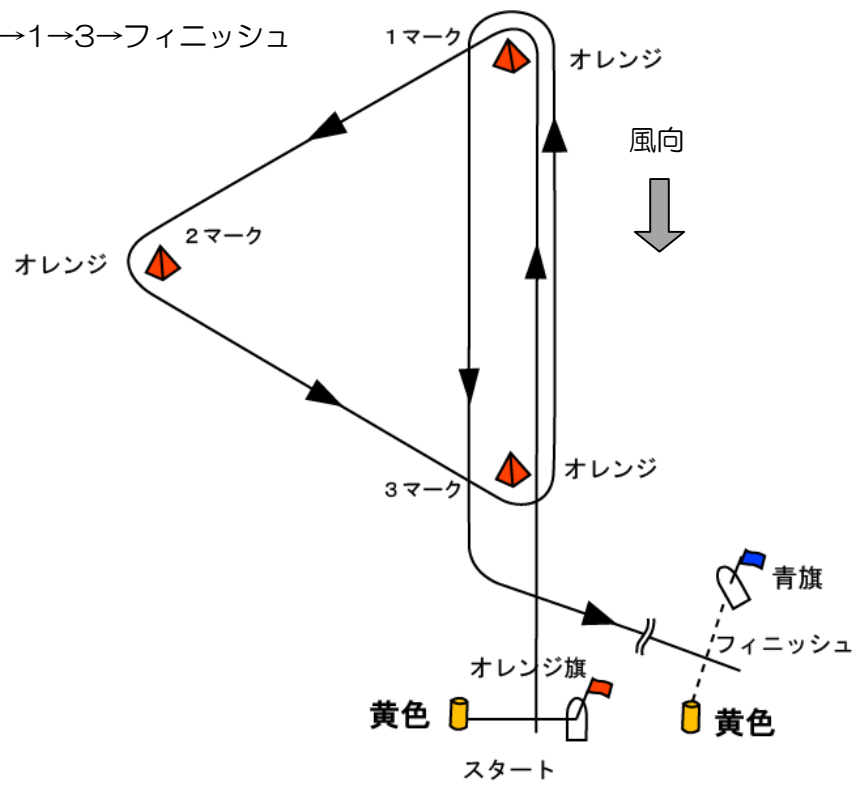 →1→3→フィニッシュ
1マーク
オレンジ
風向
2マーク
オレンジ
オレンジ
3マーク
青旗
フィニッシュ
オレンジ旗
黄色
黄色
スタート